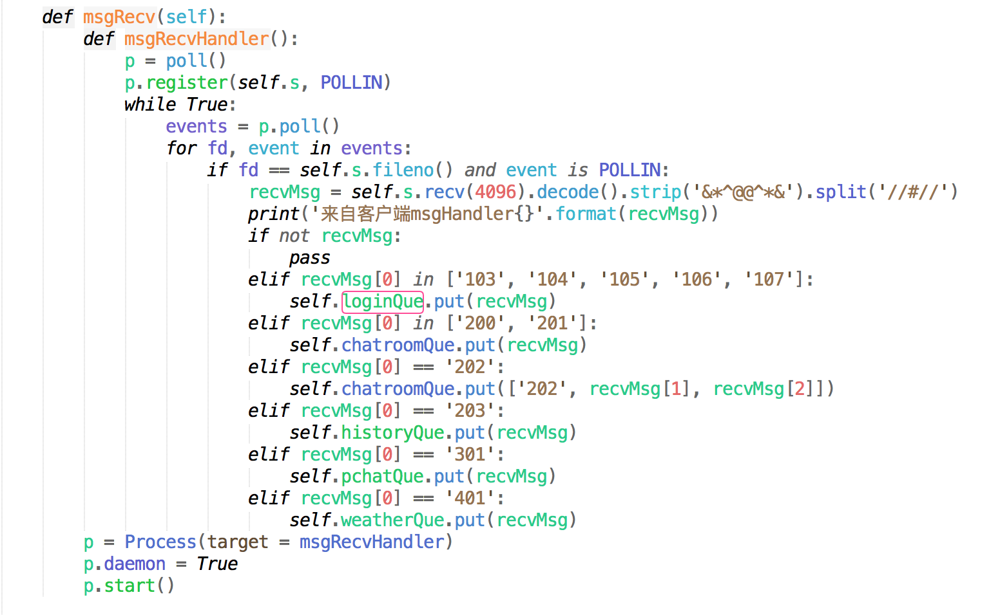 def msgRecv(self):
    def msgRecvHandler():
        p = poll()
        p.register(self.s, POLLIN)
        while True:
            events = p.poll()
            for fd, event in events:
                if fd == self.s.fileno() and event is POLLIN:
                    recvMsg = self.s.recv(4096).decode().strip('&*^@@^*&').split('//#//')
                    print('来自客户端msgHandler{}'.format(recvMsg))
                    if not recvMsg:
                        pass
                    elif recvMsg[0] in ['103', '104', '105', '106', '107']:
                        self.loginQue.put(recvMsg)
                    elif recvMsg[0] in ['200', '201']:
                        self.chatroomQue.put(recvMsg)
                    elif recvMsg[0] == '202':
                        self.chatroomQue.put(['202', recvMsg[1], recvMsg[2]])
                    elif recvMsg[0] == '203':
                        self.historyQue.put(recvMsg)
                    elif recvMsg[0] == '301':
                        self.pchatQue.put(recvMsg)
                    elif recvMsg[0] == '401':
                        self.weatherQue.put(recvMsg)
    p = Process(target = msgRecvHandler)
    p.daemon = True
    p.start()